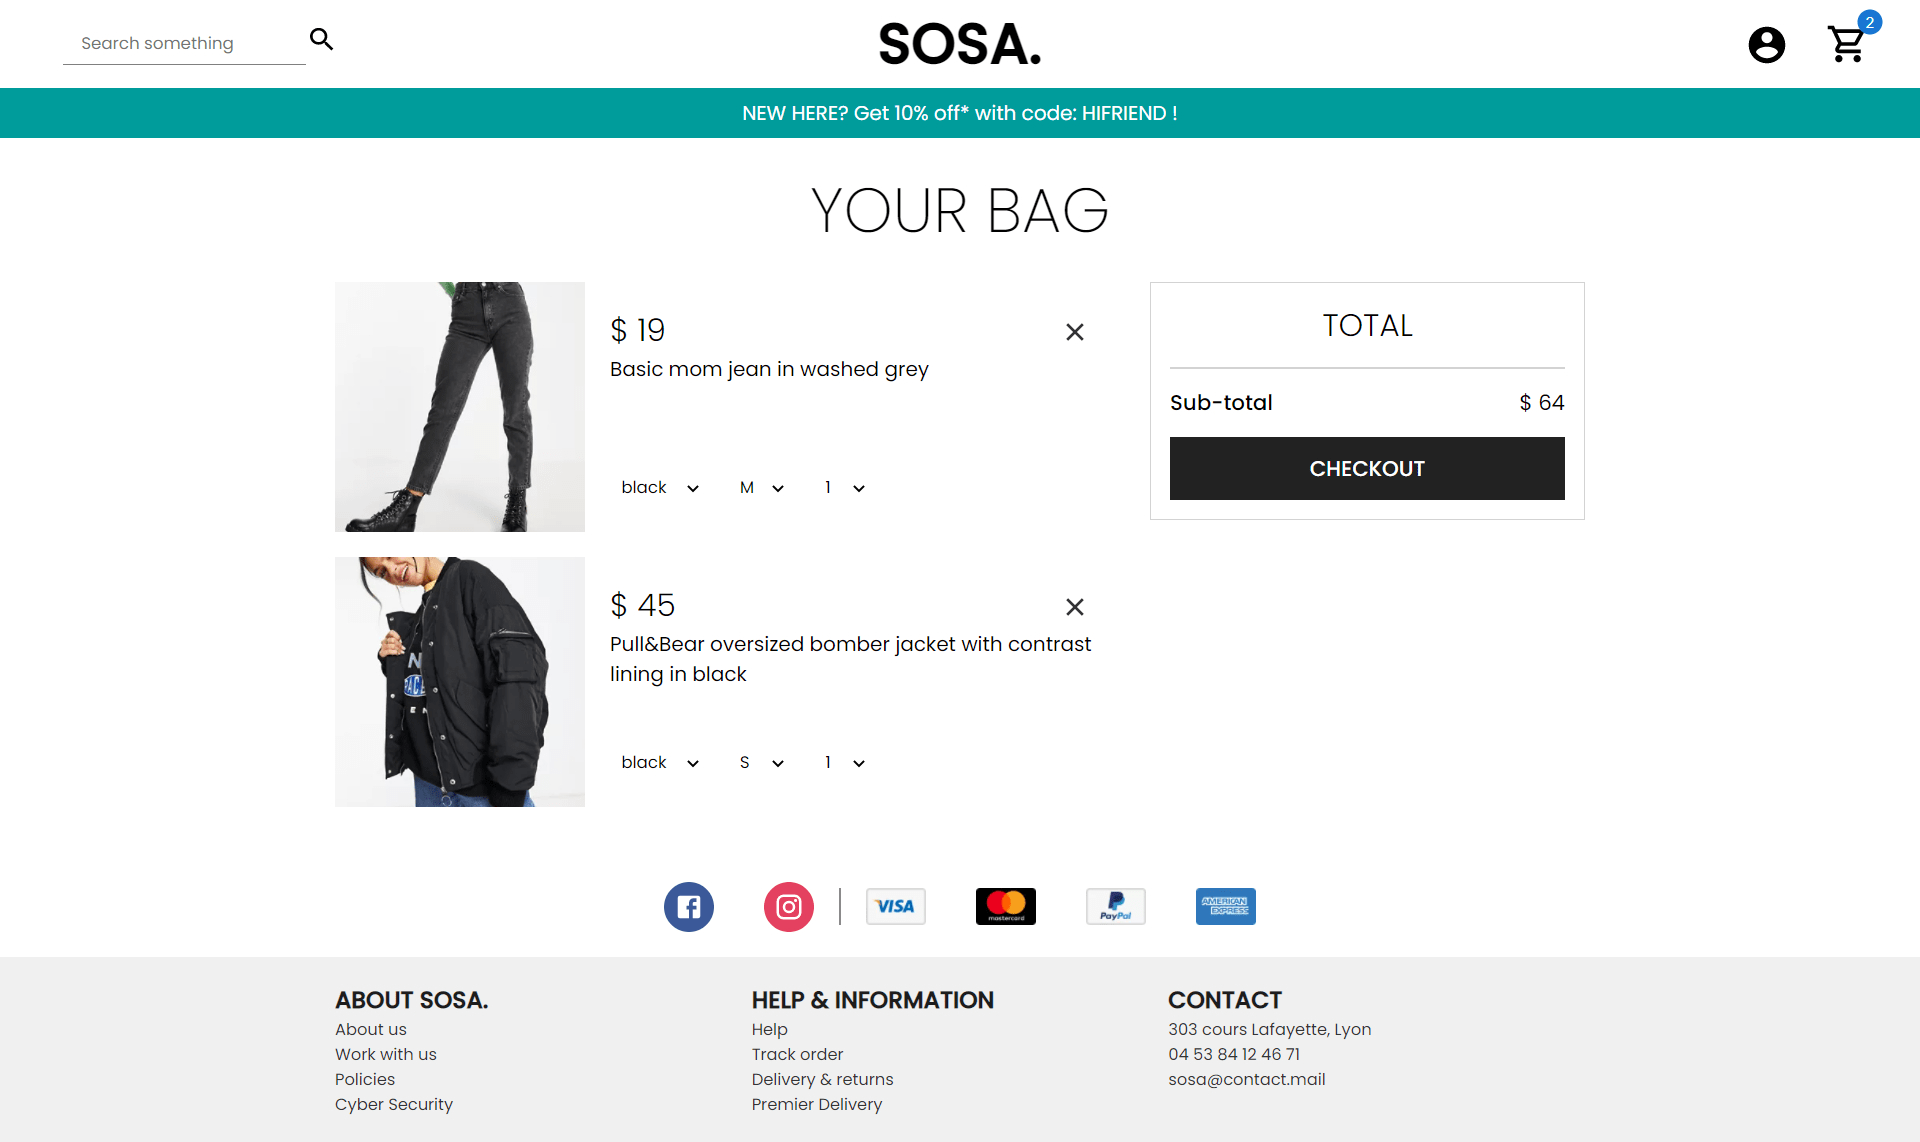 Search something
SOSA.
2
NEW HERE? Get 10% off* with code: HIFRIEND !
YOUR BAG
$ 19
Basic mom jean in washed grey
black
M
1
$ 45
Pull&Bear oversized bomber jacket with contrast
lining in black
black
S
1
TOTAL
Sub-total
$ 64
CHECKOUT
VISA
mastercard
PayPal
AMERICAN
EXPRESS
ABOUT SOSA.
About us
Work with us
Policies
Cyber Security
HELP & INFORMATION
Help
Track order
Delivery & returns
Premier Delivery
CONTACT
303 cours Lafayette, Lyon
04 53 84 12 46 71
sosa@contact.mail